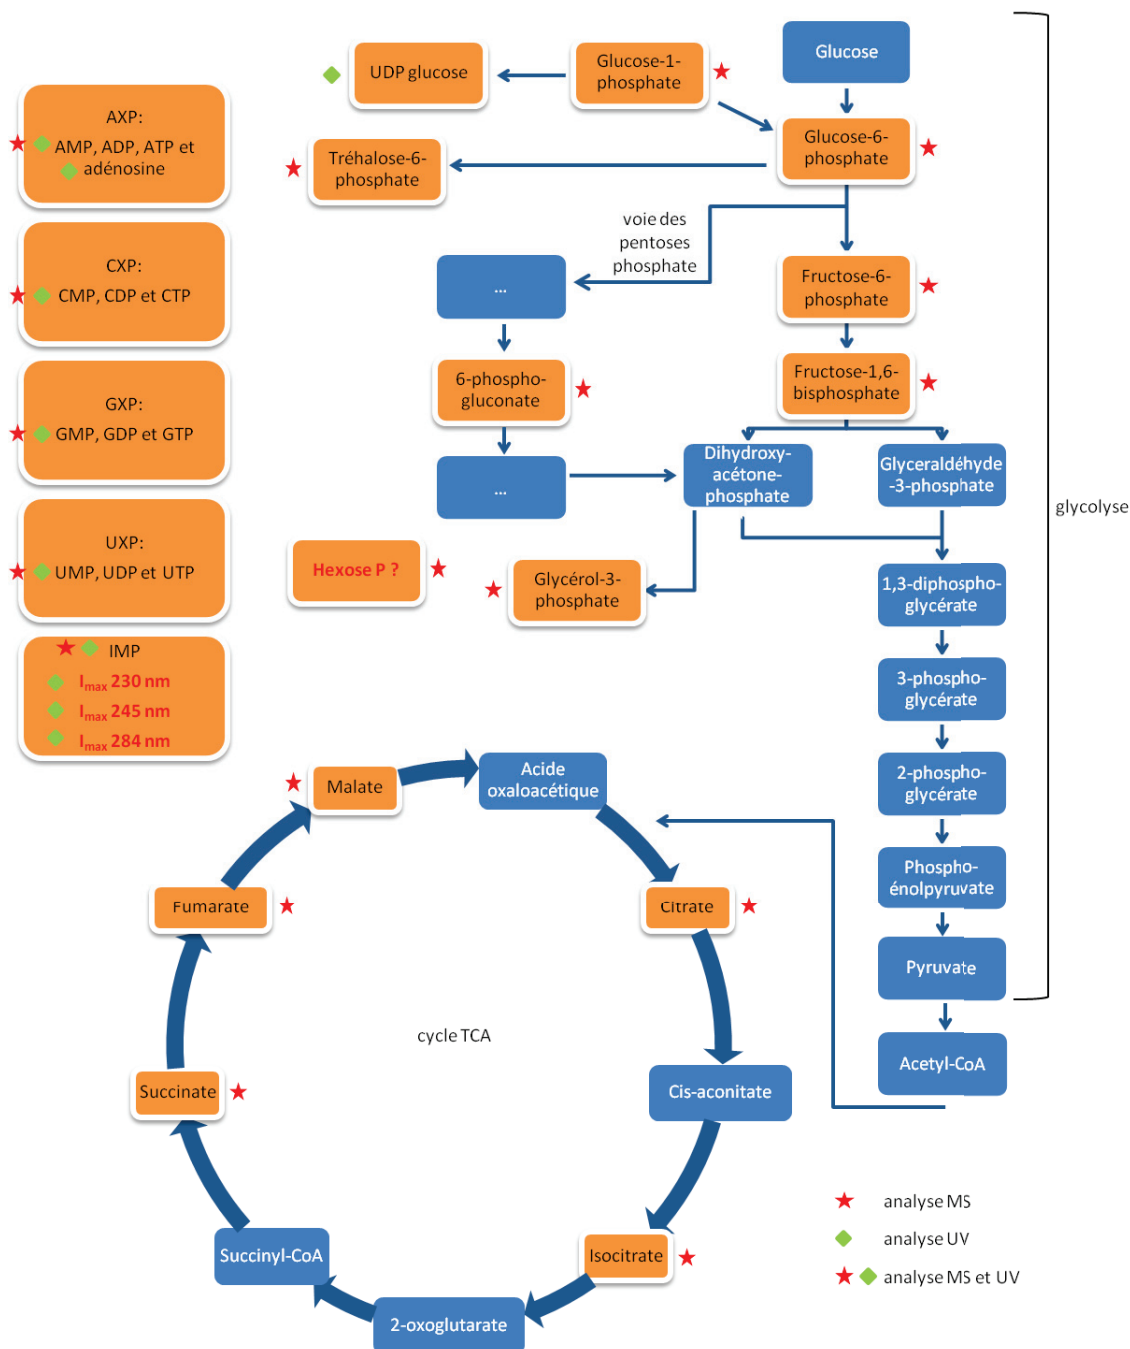 AXP:
AMP, ADP, ATP et
adénosine
CXP:
CMP, CDP et CTP
GXP:
GMP, GDP et GTP
UXP:
UMP, UDP et UTP
IMP
Imax 230 nm
Imax 245 nm
Imax 284 nm
UDP glucose
Glucose-1-
phosphate
Glucose
Tréhalose-6-
phosphate
Glucose-6-
phosphate
voie des
pentoses
phosphate
...
Fructose-6-
phosphate
6-phospho-
gluconate
Fructose-1,6-
bisphosphate
...
Dihydroxy-
acétone-
phosphate
Glyceraldéhyde
-3-phosphate
glycolyse
Hexose P ?
Glycérol-3-
phosphate
1,3-diphospho-
glycérate
3-phospho-
glycérate
2-phospho-
glycérate
Phospho-
énolpyruvate
Pyruvate
Acetyl-CoA
Malate
Acide
oxaloacétique
Fumarate
Citrate
cycle TCA
Succinate
Cis-aconitate
Succinyl-CoA
Isocitrate
2-oxoglutarate
analyse MS
analyse UV
analyse MS et UV